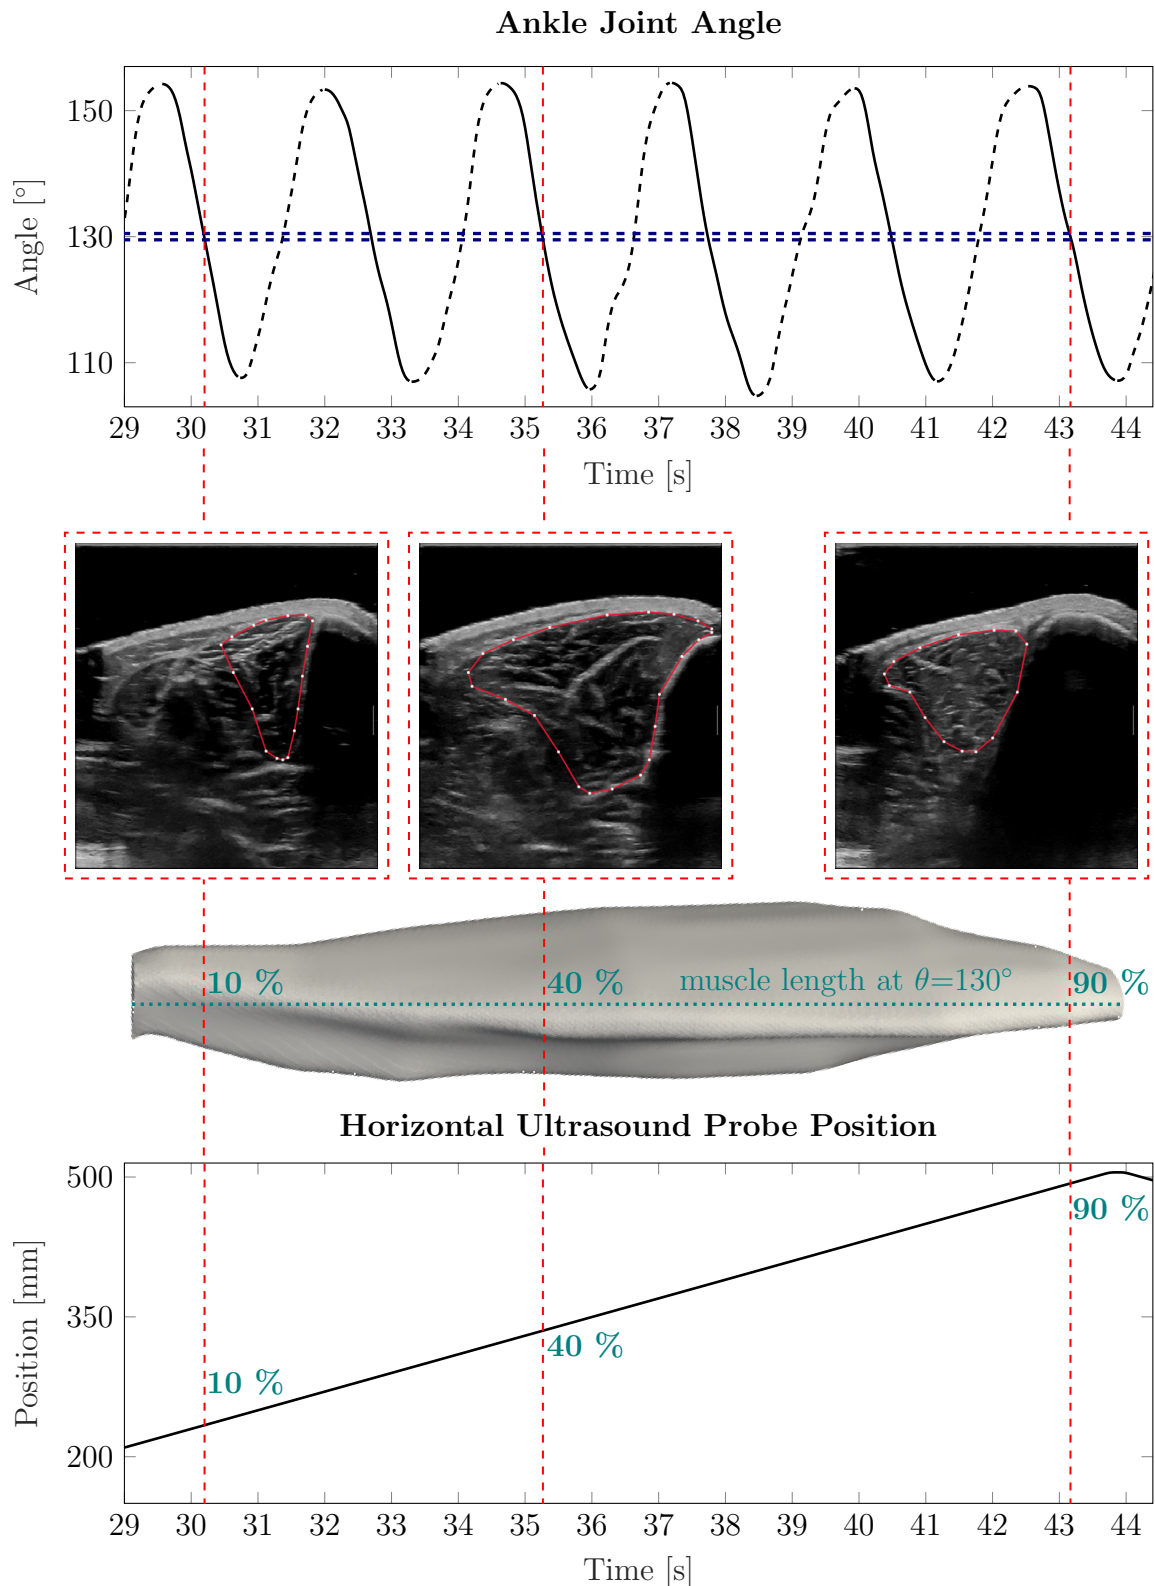 Ankle Joint Angle
150
130
110
Angle [°]
29 30 31 32 33 34 35 36 37 38 39 40 41 42 43 44
Time [s]
10 % 40 % muscle length at θ=130° 90 %
Horizontal Ultrasound Probe Position
500
350
200
Position [mm]
90 %
40 %
10 %
29 30 31 32 33 34 35 36 37 38 39 40 41 42 43 44
Time [s]